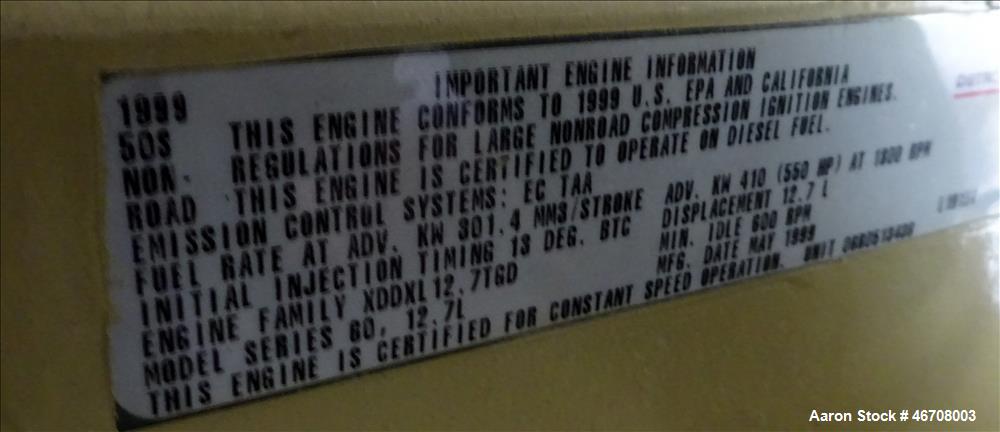 IMPORTANT ENGINE INFORMATION
1999 THIS ENGINE CONFORMS TO 1999 U.S. EPA AND CALIFORNIA
50S REGULATIONS FOR LARGE NONROAD COMPRESSION IGNITION ENGINES.
NON- THIS ENGINE IS CERTIFIED TO OPERATE ON DIESEL FUEL.
ROAD
EMISSION CONTROL SYSTEMS: EC TAA
FUEL RATE AT ADV. KW 301.4 MM3/STROKE ADV. KW 410 (550 HP) AT 1800 RPM
INITIAL INJECTION TIMING 13 DEG. BTC DISPLACEMENT 12.7 L
ENGINE FAMILY XDDXL12.7TGD MIN. IDLE 600 RPM
MODEL SERIES 60, 12.7L MFG. DATE MAY 1999
THIS ENGINE IS CERTIFIED FOR CONSTANT SPEED OPERATION. UNIT
Aaron Stock # 46708003